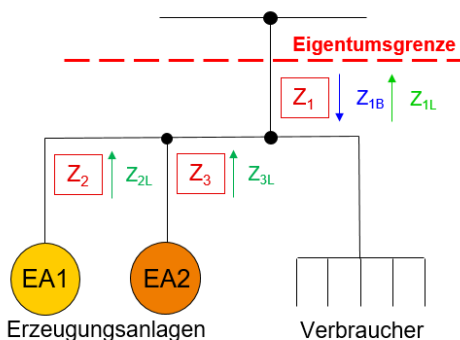 Eigentumsgrenze
Z1 Z1B Z1L
Z2 Z2L Z3 Z3L
EA1 EA2
Erzeugungsanlagen Verbraucher